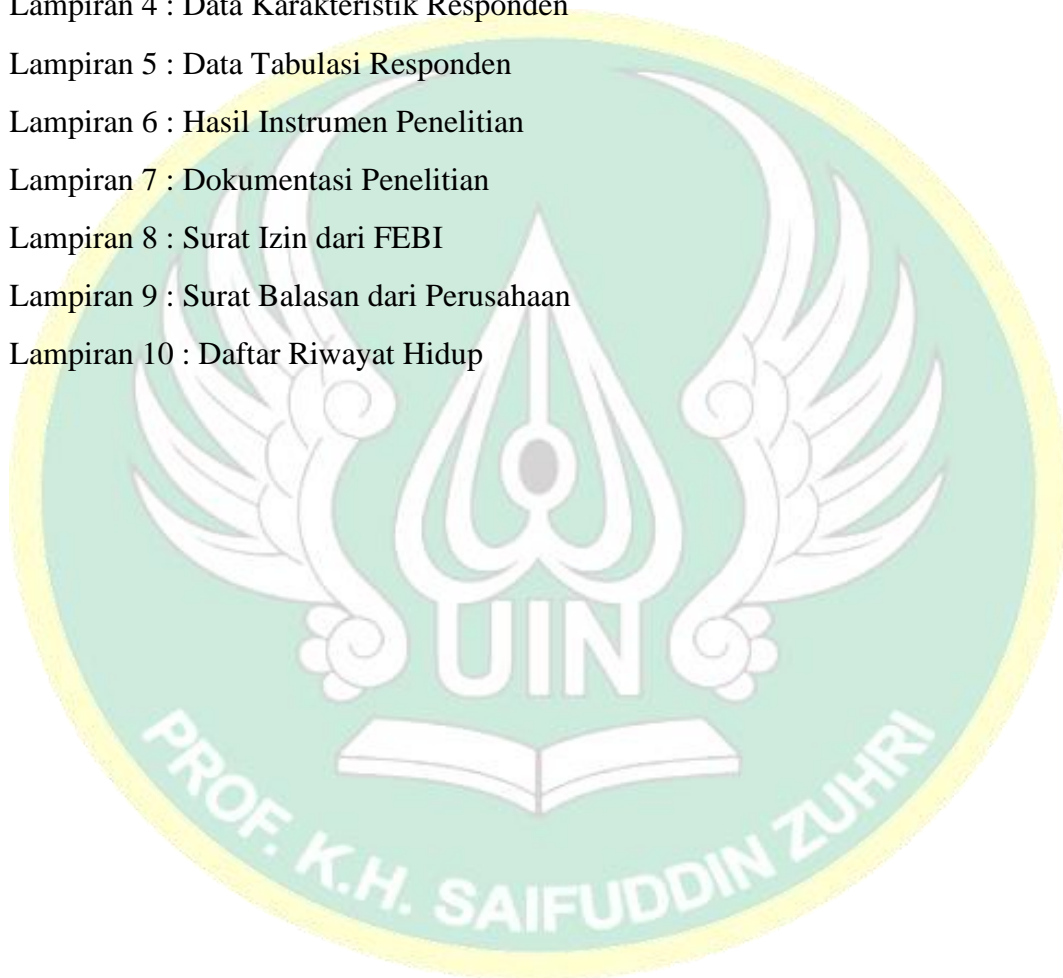 Lampiran 4 : Data Karakteristik Responden
Lampiran 5 : Data Tabulasi Responden
Lampiran 6 : Hasil Instrumen Penelitian
Lampiran 7 : Dokumentasi Penelitian
Lampiran 8 : Surat Izin dari FEBI
Lampiran 9 : Surat Balasan dari Perusahaan
Lampiran 10 : Daftar Riwayat Hidup
UIN
PROF. K.H. SAIFUDDIN ZUHRI